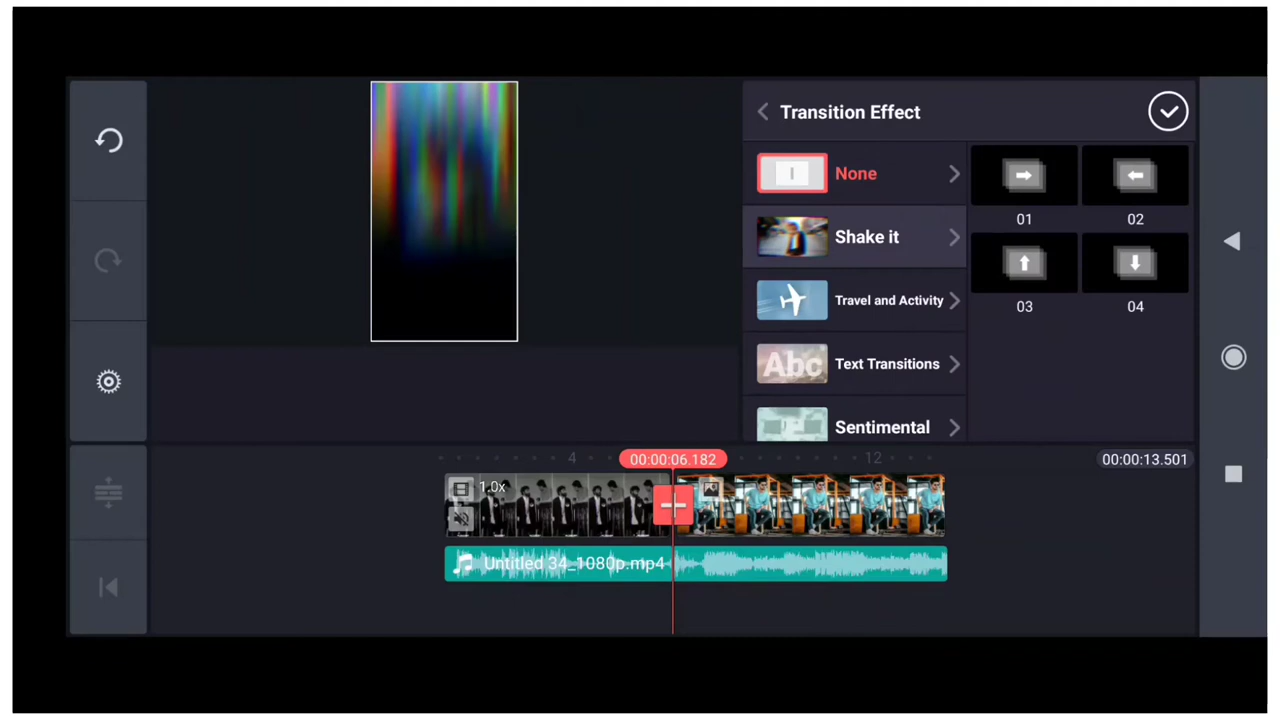 Transition Effect
None
Shake it
Travel and Activity
Abc
Text Transitions
Sentimental
01
02
03
04
4
00:00:06.182
12
00:00:13.501
1.0x
Untitled 34_1080p.mp4